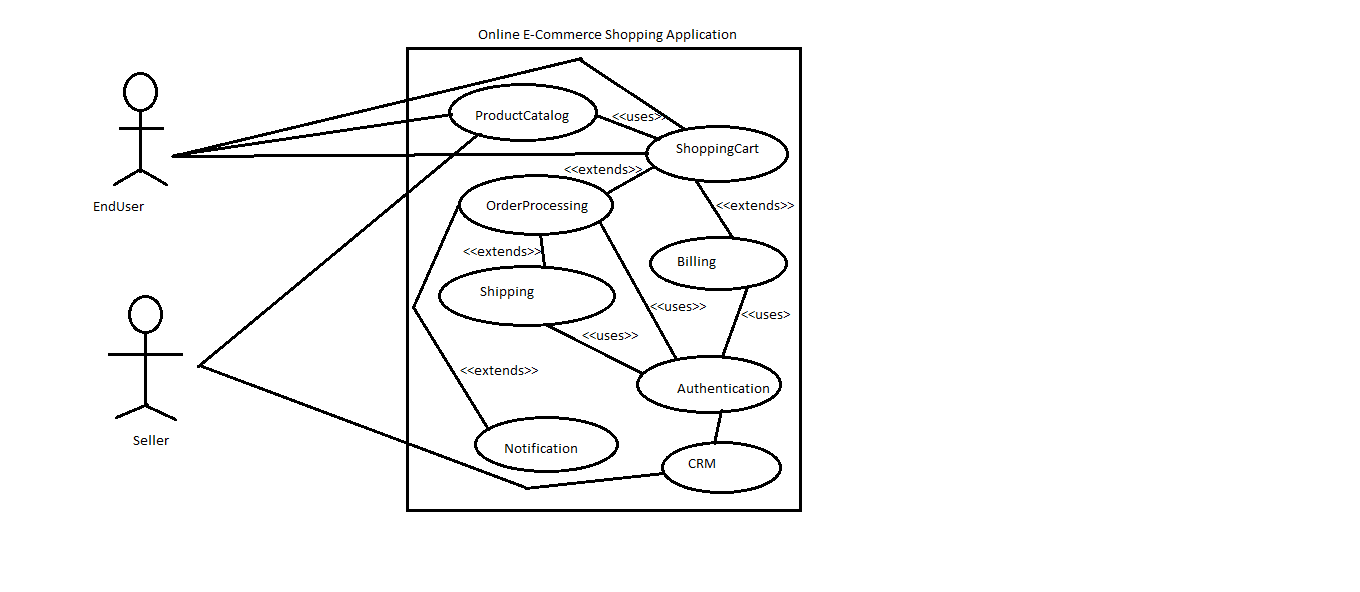 Online E-Commerce Shopping Application
ProductCatalog
<<uses>>
ShoppingCart
<<extends>>
EndUser
OrderProcessing
<<extends>>
<<extends>>
Billing
Shipping
<<uses>>
<<uses>
<<uses>>
<<extends>>
Authentication
Seller
Notification
CRM